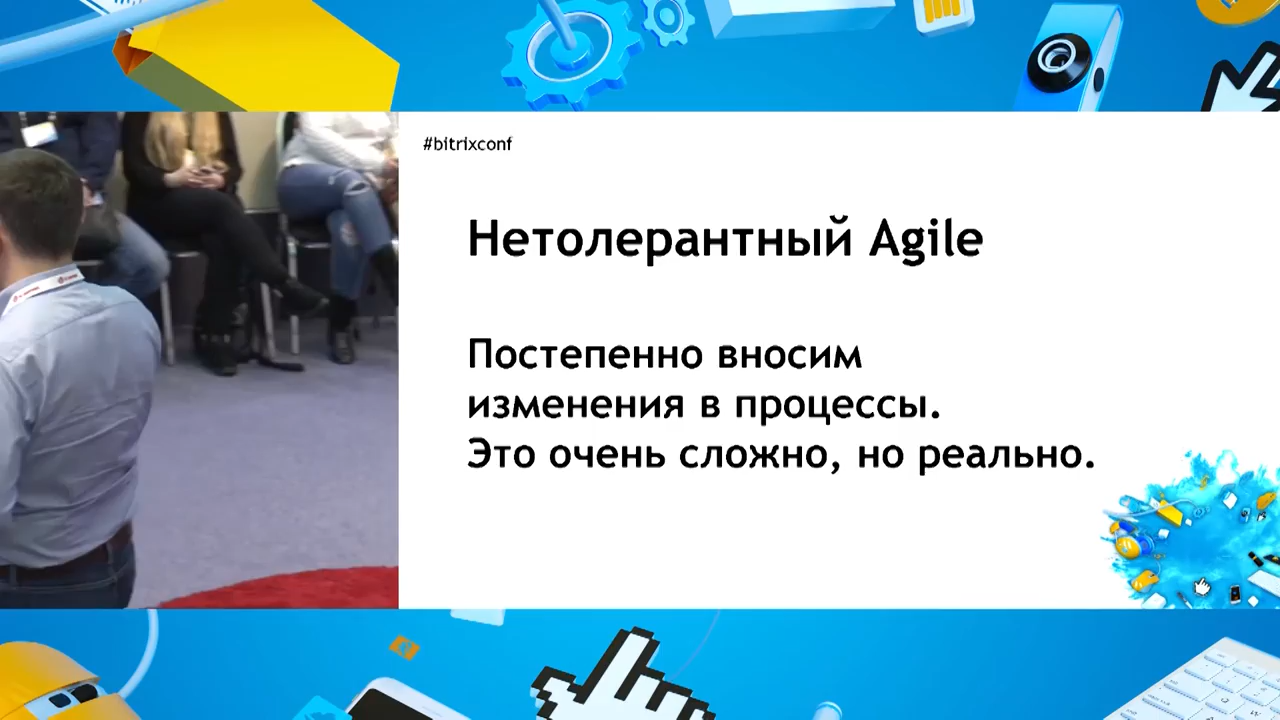 #bitrixconf
Нетолерантный Agile
Постепенно вносим
изменения в процессы.
Это очень сложно, но реально.